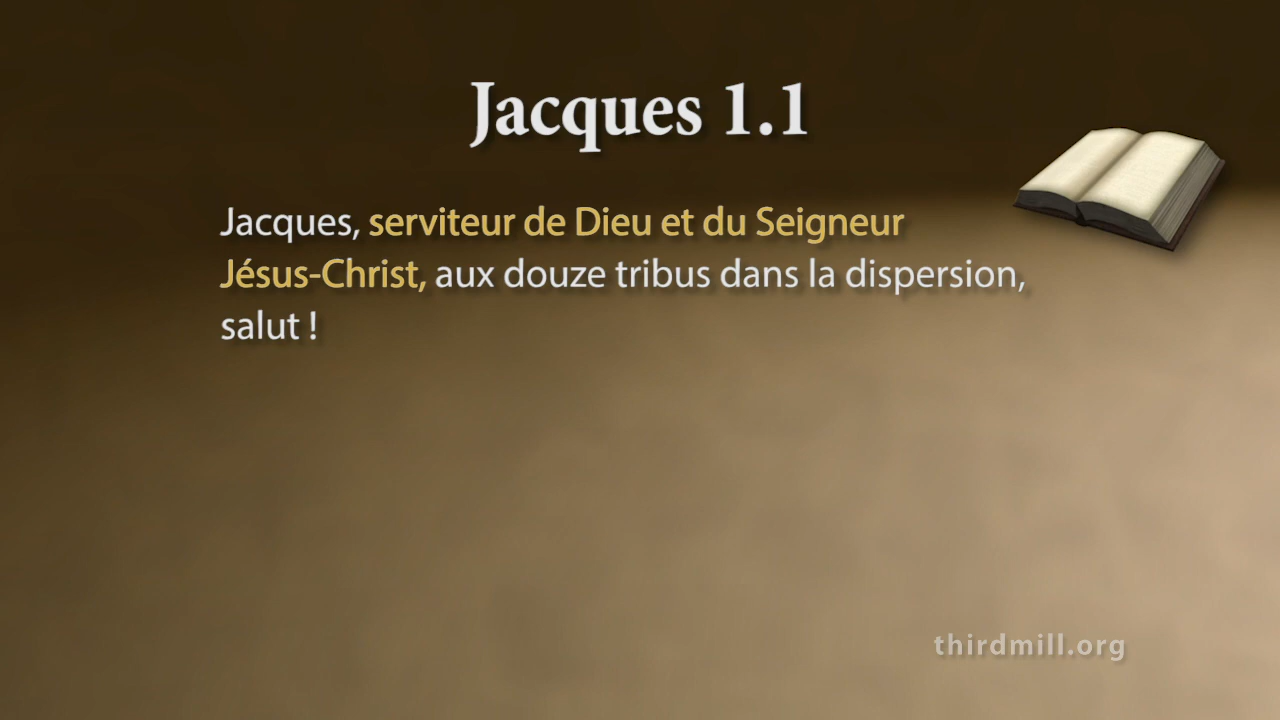 Jacques 1.1
Jacques, serviteur de Dieu et du Seigneur
Jésus-Christ, aux douze tribus dans la dispersion,
salut !
thirdmill.org